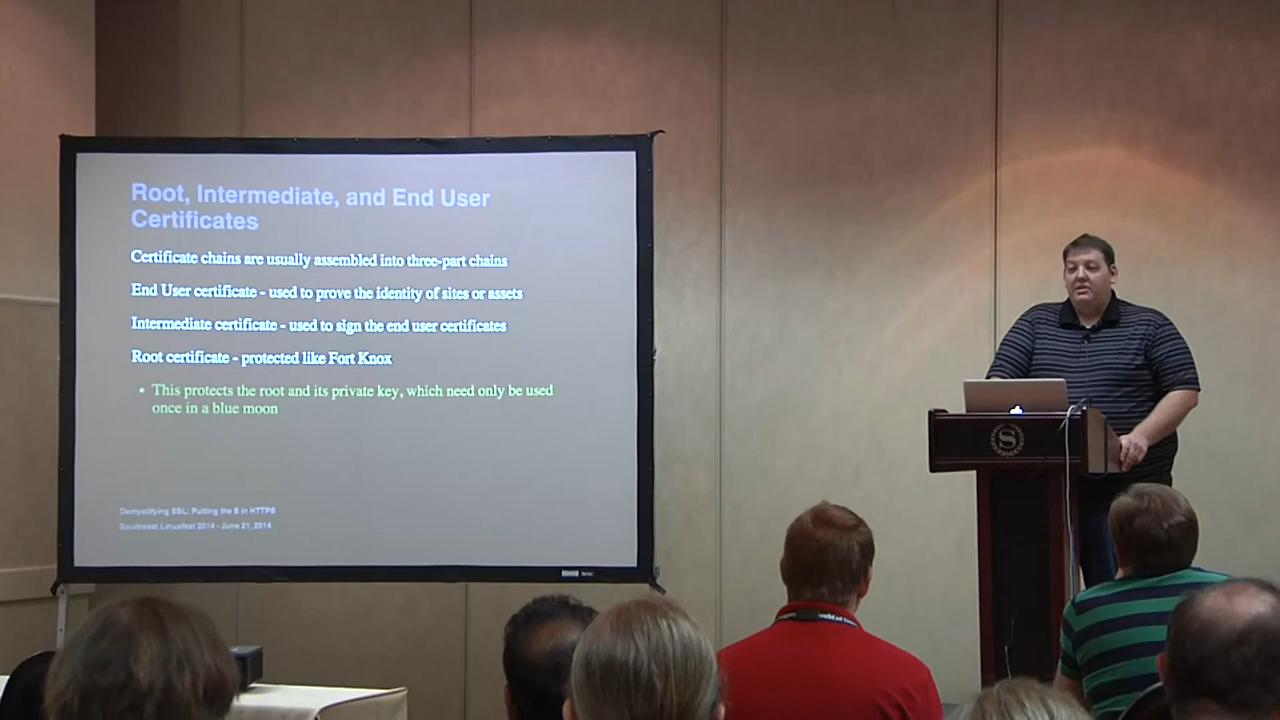 Root, Intermediate, and End User
Certificates
Certificate chains are usually assembled into three-part chains
End User certificate - used to prove the identity of sites or assets
Intermediate certificate - used to sign the end user certificates
Root certificate - protected like Fort Knox
• This protects the root and its private key, which need only be used
once in a blue moon
Demystifying SSL: Putting the S in HTTPS
Southeast Linuxfest 2014 - June 21, 2014
S